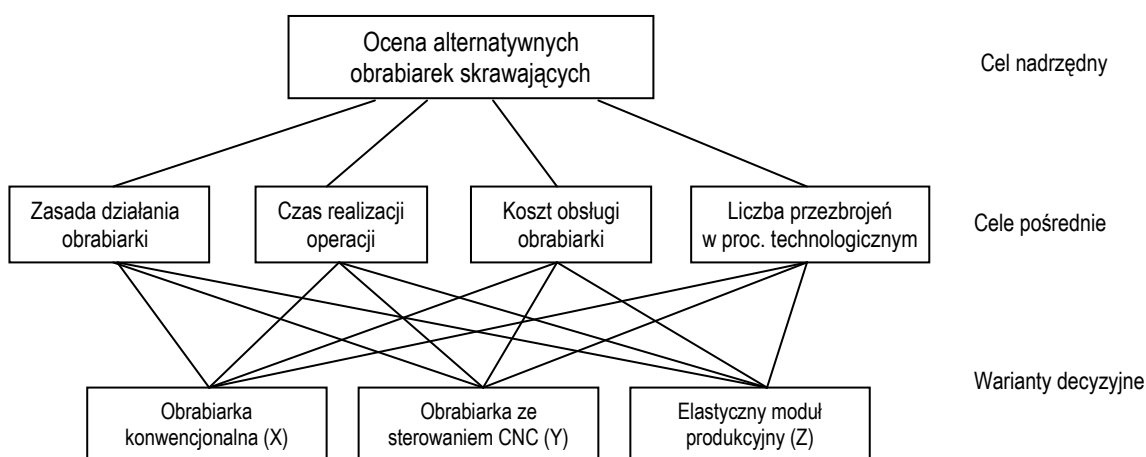 Ocena alternatywnych
obrabiarek skrawających
Cel nadrzędny
Zasada działania
obrabiarki
Czas realizacji
operacji
Koszt obsługi
obrabiarki
Liczba przezbrojeń
w proc. technologicznym
Cele pośrednie
Obrabiarka
konwencjonalna (X)
Obrabiarka ze
sterowaniem CNC (Y)
Elastyczny moduł
produkcyjny (Z)
Warianty decyzyjne